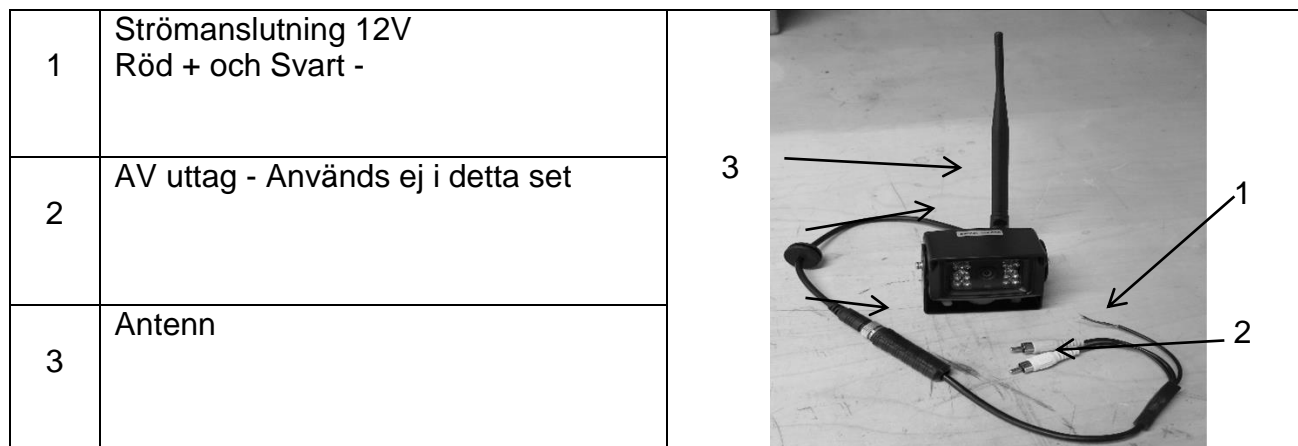 1
Strömanslutning 12V
Röd + och Svart -
2
AV uttag - Används ej i detta set
3
Antenn
3
1
2